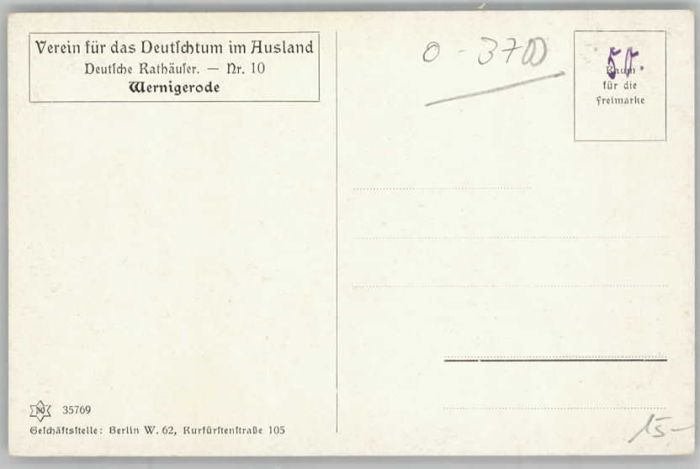 Verein für das Deutſchtum im Ausland
Deutſche Rathäuſer. — Nr. 10
Wernigerode
0 - 3700
50.
Raum
für die
Freimarke
35769
Geſchäftsſtelle: Berlin W. 62, Kurfürſtenſtraße 105
15-